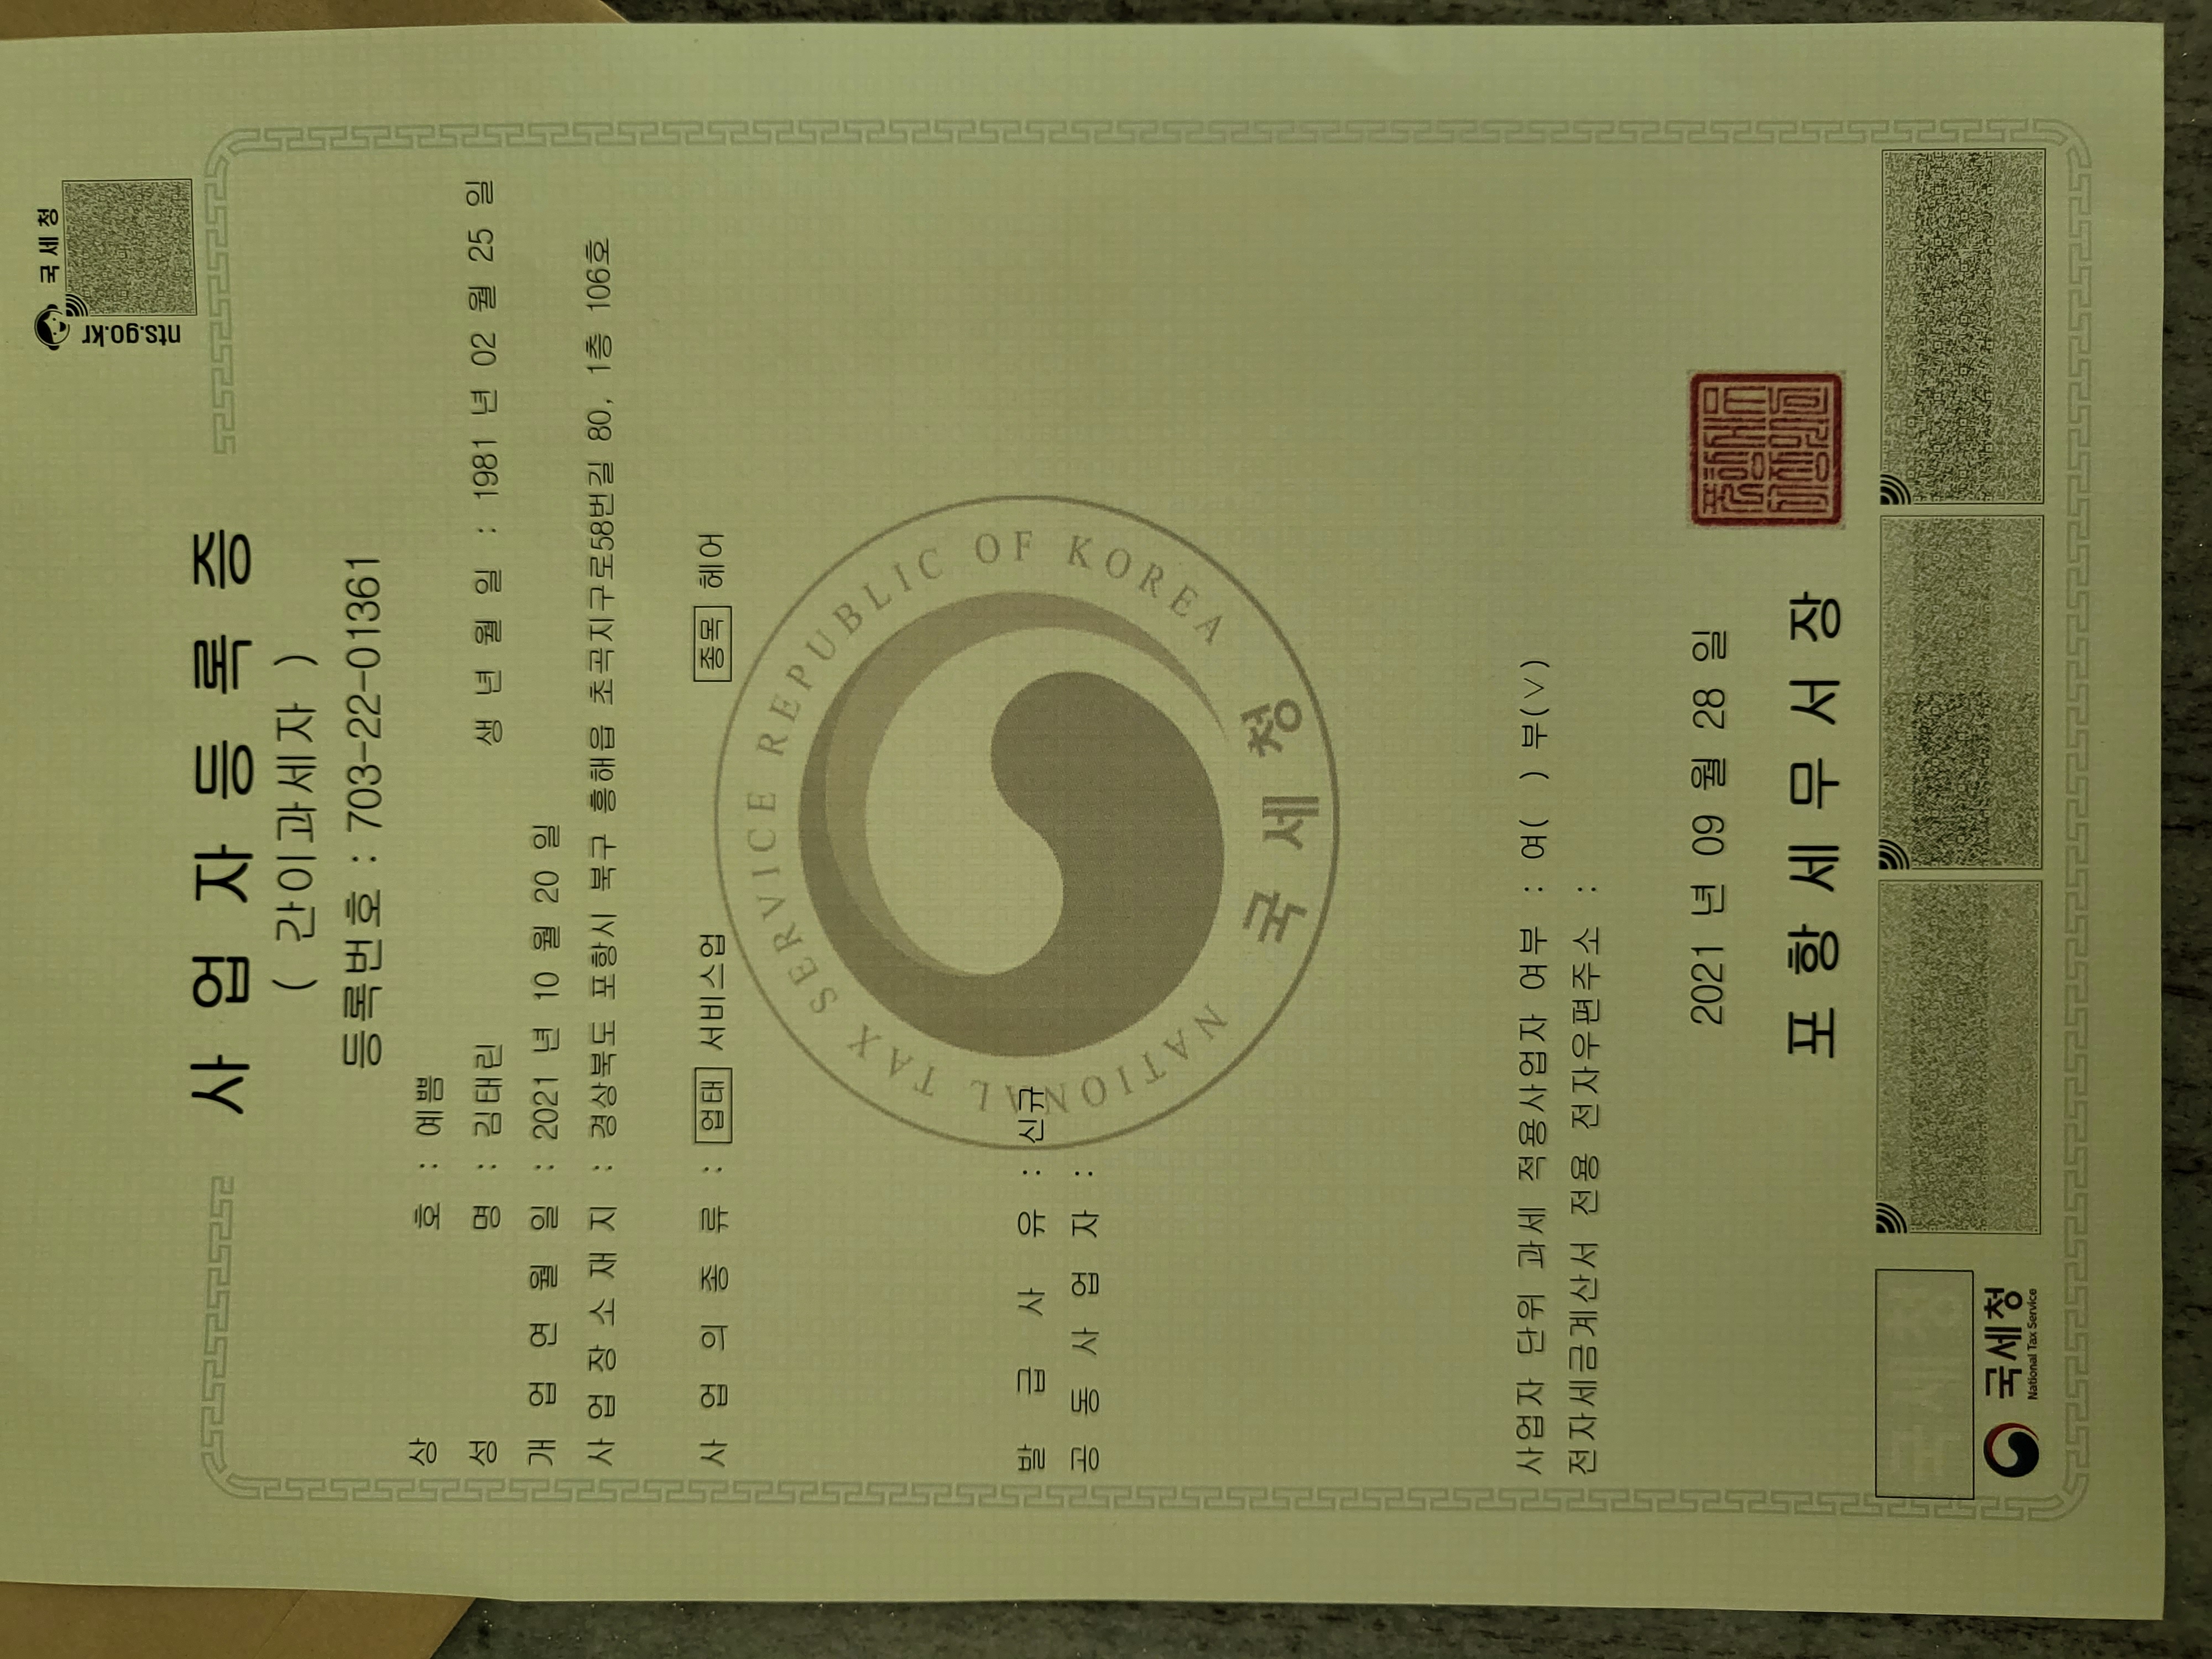 국세청
nts.go.kr
사업자등록증
( 간이과세자 )
등록번호 : 703-22-01361
상 호 : 예쁨
성 명 : 김태린 생 년 월 일 : 1981 년 02 월 25 일
개 업 연 월 일 : 2021 년 10 월 20 일
사 업 장 소 재 지 : 경상북도 포항시 북구 흥해읍 초곡지구로58번길 80, 1층 106호
사 업 의 종 류 : 업태 서비스업 종목 헤어
NATIONAL TAX SERVICE REPUBLIC OF KOREA
국세청
발 급 사 유 : 신규
공 동 사 업 자 :
사업자 단위 과세 적용사업자 여부 : 여( ) 부(∨)
전자세금계산서 전용 전자우편주소 :
2021 년 09 월 28 일
포항세무서장
국세청
National Tax Service